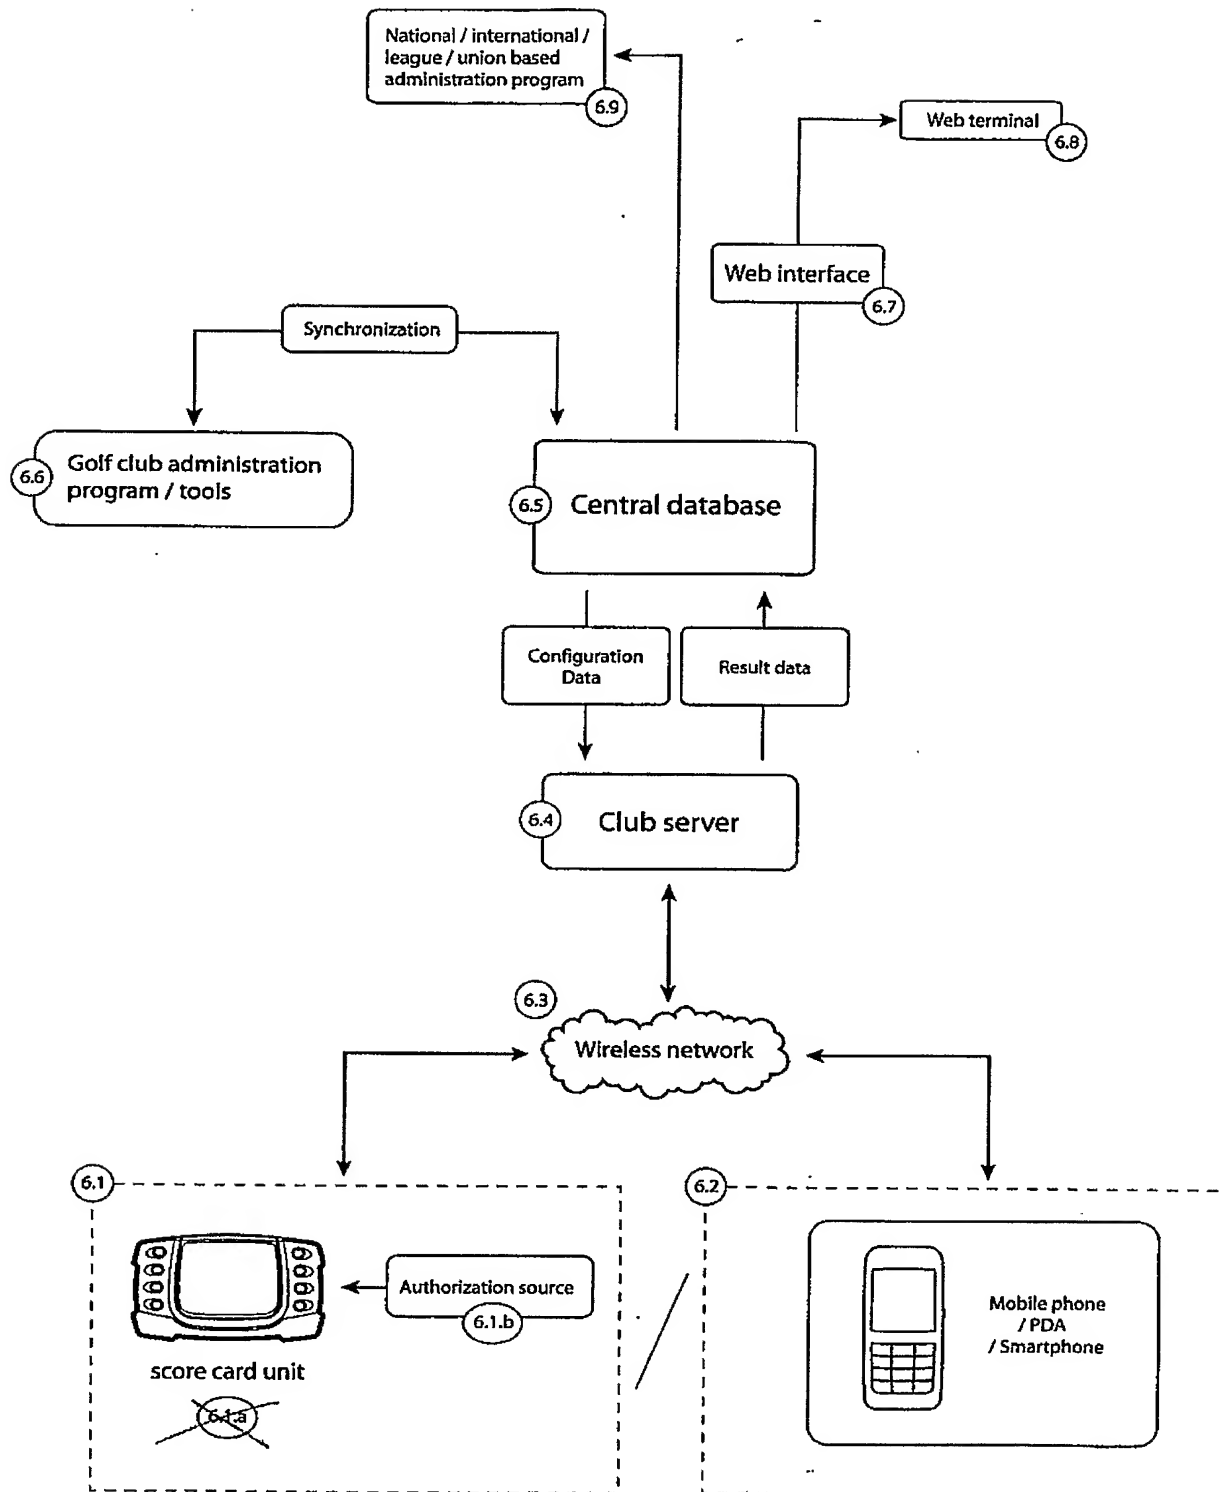 National / international /
league / union based
administration program
6.9
Web terminal
6.8
Web interface
6.7
Synchronization
6.6
Golf club administration
program / tools
6.5
Central database
Configuration
Data
Result data
6.4
Club server
6.3
Wireless network
6.1
6.2
Authorization source
6.1.b
score card unit
6.1.a
Mobile phone
/ PDA
/ Smartphone